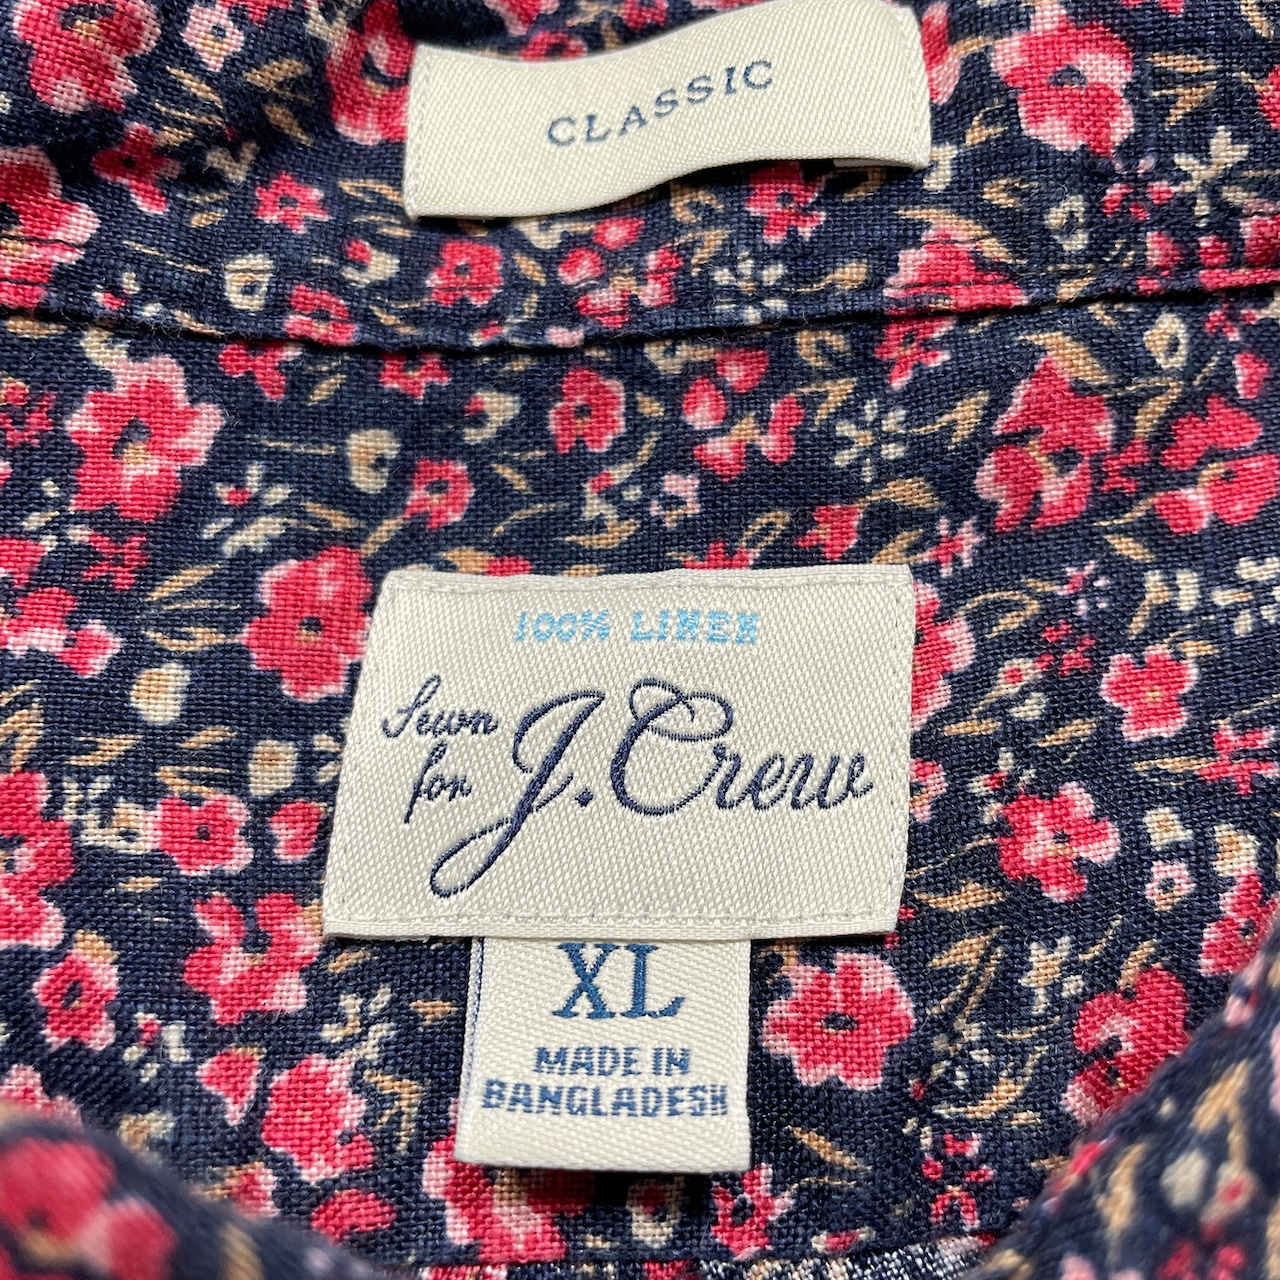 CLASSIC
100% LINEN
Sewn
for
J.Crew
XL
MADE IN
BANGLADESH